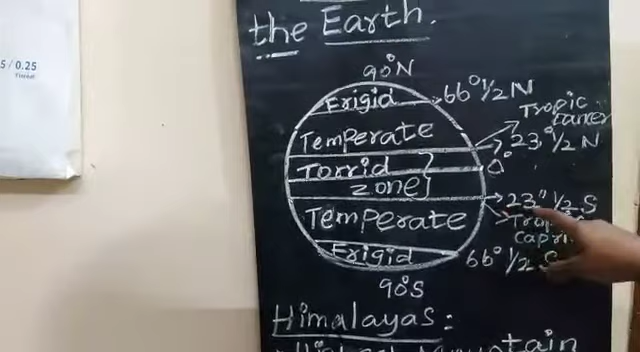 the Earth.
5/0.25
90°N
Frigid
66°1/2 N
Tropic
Temperate
23°1/2 N
Torrid
0°
zone
23° 1/2 S
Temperate
Frigid
66° 1/2 S
90°S
Himalayas: